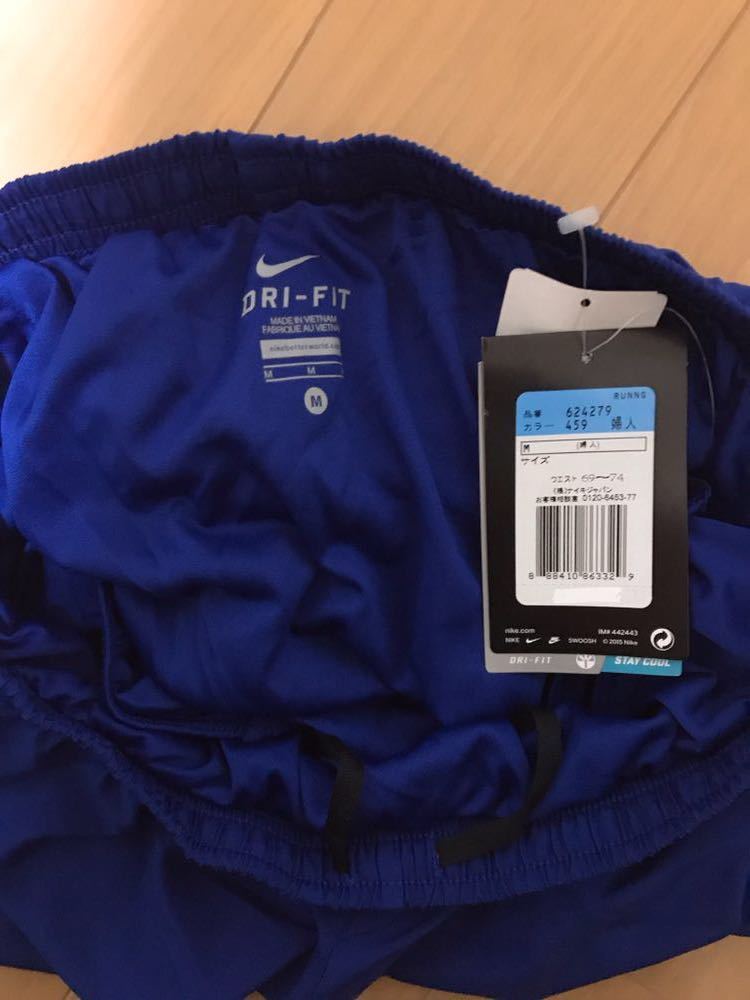 DRI-FIT
MADE IN VIETNAM
FABRIQUE AU VIETNAM
nikebetterworld.com
M M
M
RUNNG
品番 624279
カラー 459 婦人
M (婦人)
サイズ
ウエスト 69〜74
(株)ナイキジャパン
お客様相談室 0120-6453-77
8 88410 86332 9
nike.com IM# 442443
NIKE SWOOSH © 2015 Nike
DRI-FIT STAY COOL